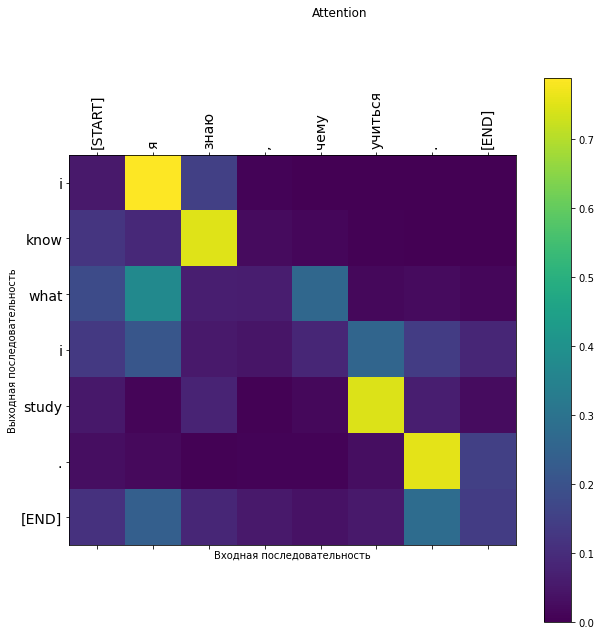 Attention
[START] я знаю , чему учиться . [END]
i
know
what
i
study
.
[END]
Выходная последовательность
Входная последовательность
0.7
0.6
0.5
0.4
0.3
0.2
0.1
0.0